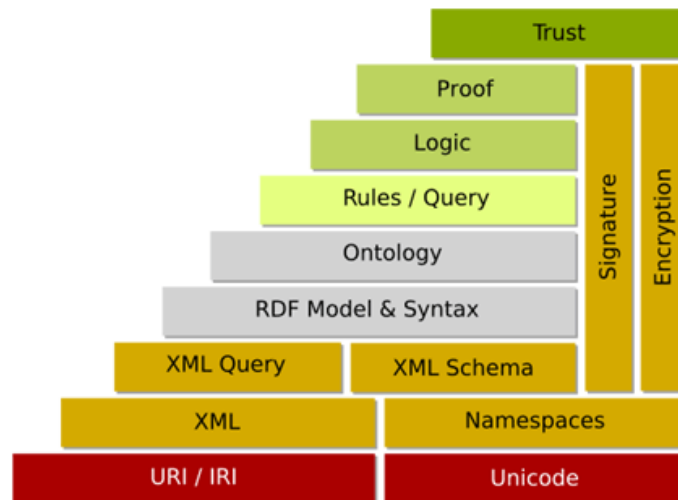 Trust
Proof
Logic
Rules / Query
Ontology
RDF Model & Syntax
XML Query
XML Schema
Signature
Encryption
XML
Namespaces
URI / IRI
Unicode